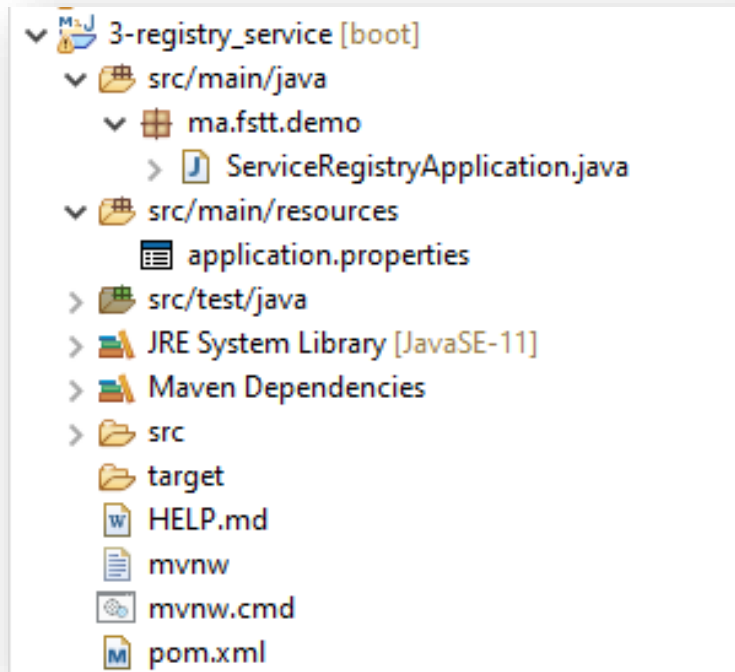 3-registry_service [boot]
src/main/java
ma.fstt.demo
ServiceRegistryApplication.java
src/main/resources
application.properties
src/test/java
JRE System Library [JavaSE-11]
Maven Dependencies
src
target
HELP.md
mvnw
mvnw.cmd
pom.xml